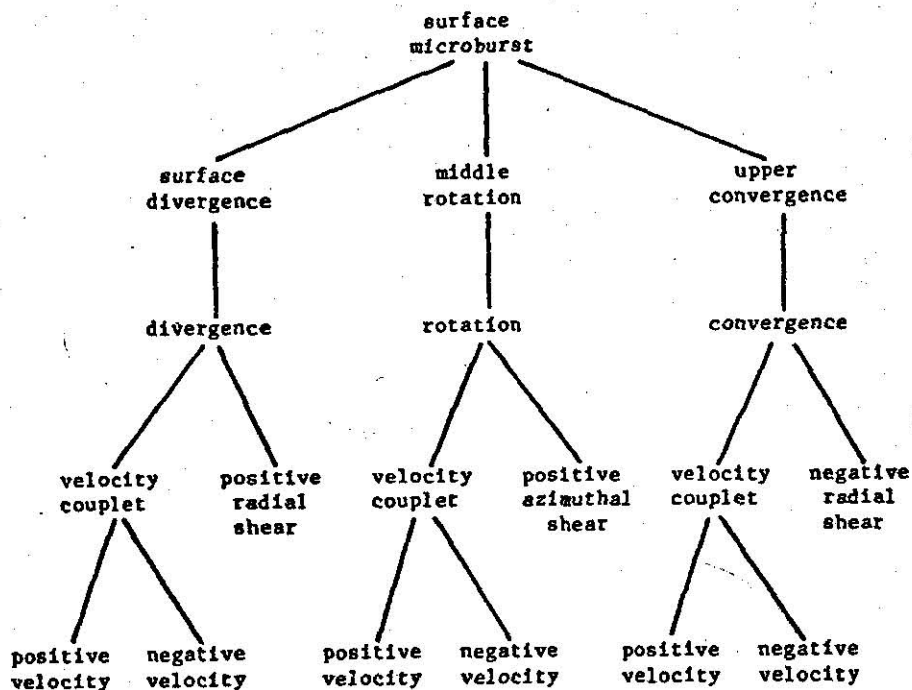 surface
microburst
surface
divergence
middle
rotation
upper
convergence
divergence
rotation
convergence
velocity
couplet
positive
radial
shear
velocity
couplet
positive
azimuthal
shear
velocity
couplet
negative
radial
shear
positive
velocity
negative
velocity
positive
velocity
negative
velocity
positive
velocity
negative
velocity